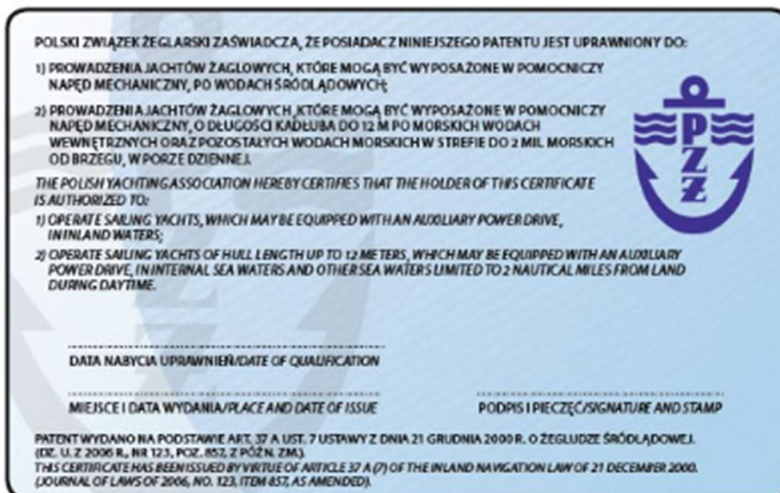 POLSKI ZWIĄZEK ŻEGLARSKI ZAŚWIADCZA, ŻE POSIADACZ NINIEJSZEGO PATENTU JEST UPRAWNIONY DO:
1) PROWADZENIA JACHTÓW ŻAGLOWYCH, KTÓRE MOGĄ BYĆ WYPOSAŻONE W POMOCNICZY
NAPĘD MECHANICZNY, PO WODACH ŚRÓDLĄDOWYCH;
2) PROWADZENIA JACHTÓW ŻAGLOWYCH, KTÓRE MOGĄ BYĆ WYPOSAŻONE W POMOCNICZY
NAPĘD MECHANICZNY, O DŁUGOŚCI KADŁUBA DO 12 M PO MORSKICH WODACH
WEWNĘTRZNYCH ORAZ POZOSTAŁYCH WODACH MORSKICH W STREFIE DO 2 MIL MORSKICH
OD BRZEGU, W PORZE DZIENNEJ.
THE POLISH YACHTING ASSOCIATION HEREBY CERTIFIES THAT THE HOLDER OF THIS CERTIFICATE
IS AUTHORIZED TO:
1) OPERATE SAILING YACHTS, WHICH MAY BE EQUIPPED WITH AN AUXILIARY POWER DRIVE,
IN INLAND WATERS;
2) OPERATE SAILING YACHTS OF HULL LENGTH UP TO 12 METERS, WHICH MAY BE EQUIPPED WITH AN AUXILIARY
POWER DRIVE, IN INTERNAL SEA WATERS AND OTHER SEA WATERS LIMITED TO 2 NAUTICAL MILES FROM LAND
DURING DAYTIME.
PZŻ
DATA NABYCIA UPRAWNIEŃ/DATE OF QUALIFICATION
MIEJSCE I DATA WYDANIA/PLACE AND DATE OF ISSUE
PODPIS I PIECZĘĆ/SIGNATURE AND STAMP
PATENT WYDANO NA PODSTAWIE ART. 37 A UST. 7 USTAWY Z DNIA 21 GRUDNIA 2000 R. O ŻEGLUDZE ŚRÓDLĄDOWEJ.
(DZ. U. Z 2006 R., NR 123, POZ. 857, Z PÓŹN. ZM.).
THIS CERTIFICATE HAS BEEN ISSUED BY VIRTUE OF ARTICLE 37 A (7) OF THE INLAND NAVIGATION LAW OF 21 DECEMBER 2000.
(JOURNAL OF LAWS OF 2006, NO. 123, ITEM 857, AS AMENDED).